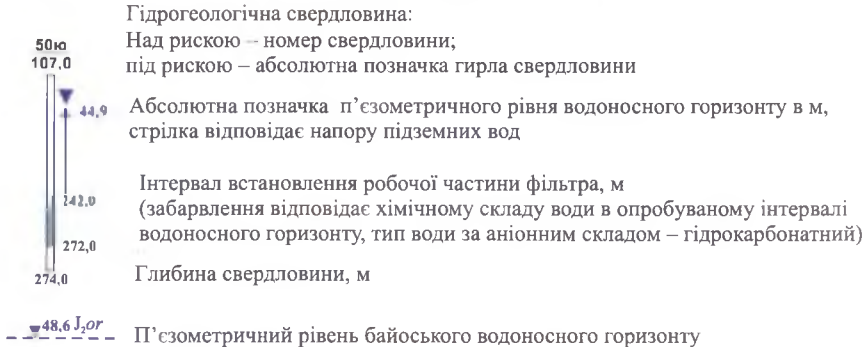 Гідрогеологічна свердловина:
50ю Над рискою – номер свердловини;
107,0 під рискою – абсолютна позначка гирла свердловини
44,9 Абсолютна позначка п’єзометричного рівня водоносного горизонту в м,
стрілка відповідає напору підземних вод
Інтервал встановлення робочої частини фільтра, м
242,0 (забарвлення відповідає хімічному складу води в опробуваному інтервалі
водоносного горизонту, тип води за аніонним складом – гідрокарбонатний)
272,0
274,0 Глибина свердловини, м
48,6 J₂or П’єзометричний рівень байоського водоносного горизонту